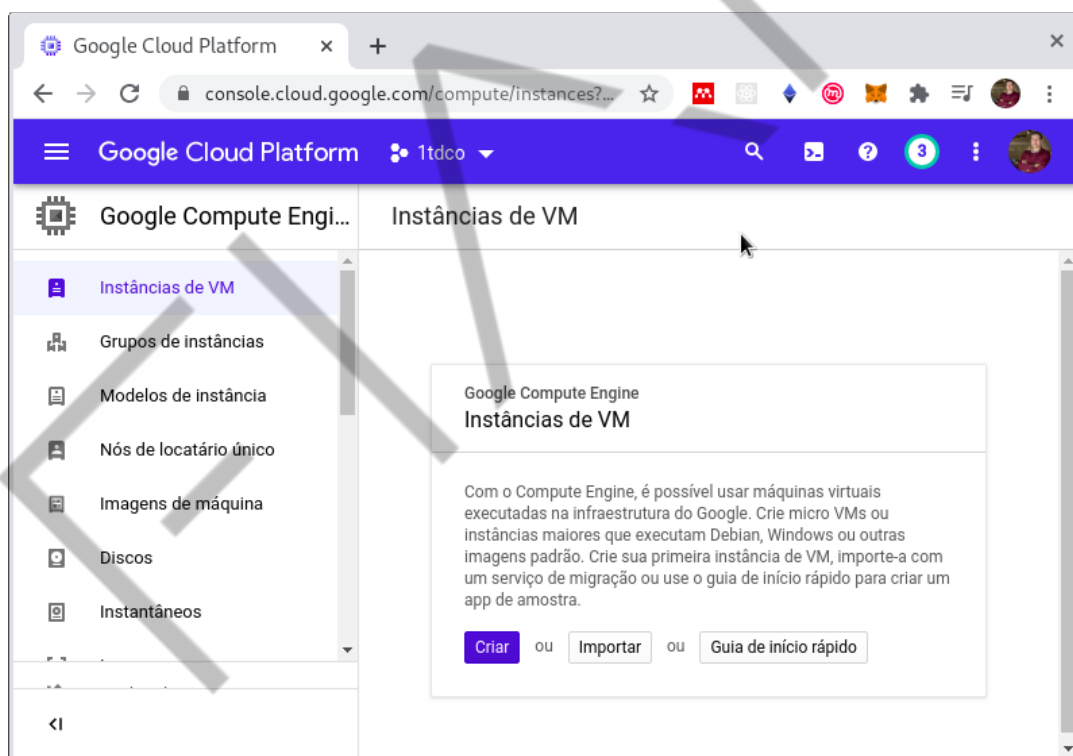 Google Cloud Platform
console.cloud.google.com/compute/instances?...
Google Cloud Platform
1tdco
3
Google Compute Engi...
Instâncias de VM
Instâncias de VM
Grupos de instâncias
Modelos de instância
Nós de locatário único
Imagens de máquina
Discos
Instantâneos
Google Compute Engine
Instâncias de VM
Com o Compute Engine, é possível usar máquinas virtuais
executadas na infraestrutura do Google. Crie micro VMs ou
instâncias maiores que executam Debian, Windows ou outras
imagens padrão. Crie sua primeira instância de VM, importe-a com
um serviço de migração ou use o guia de início rápido para criar um
app de amostra.
Criar ou Importar ou Guia de início rápido